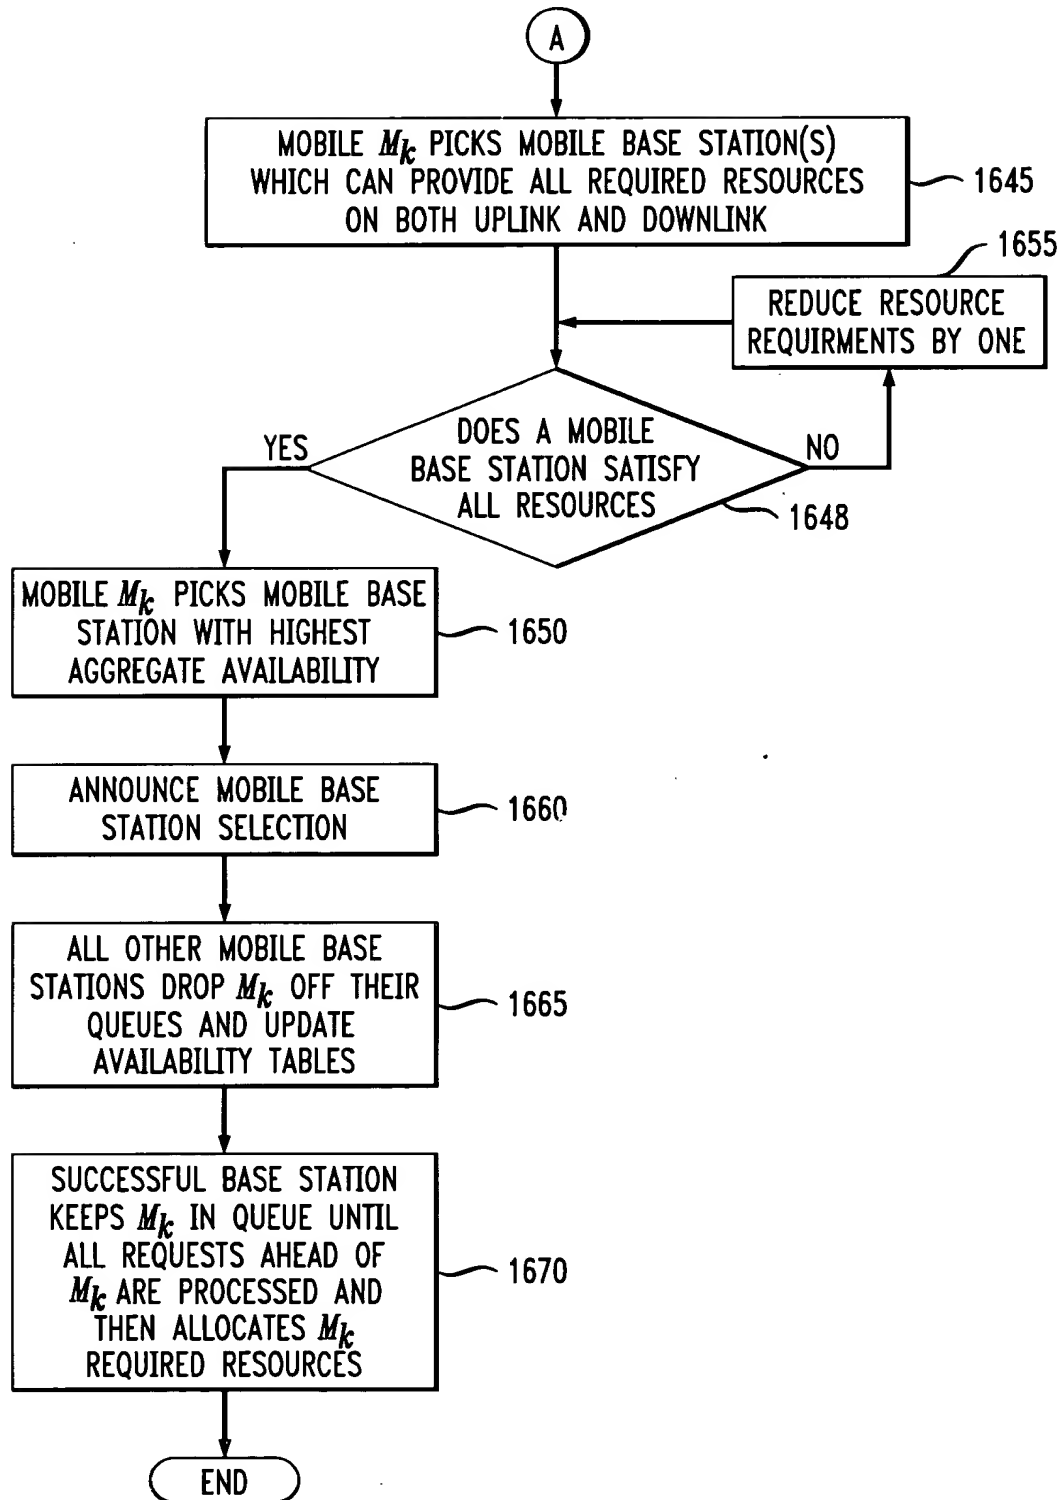 A
MOBILE Mk PICKS MOBILE BASE STATION(S)
WHICH CAN PROVIDE ALL REQUIRED RESOURCES
ON BOTH UPLINK AND DOWNLINK
1645
1655
REDUCE RESOURCE
REQUIRMENTS BY ONE
DOES A MOBILE
BASE STATION SATISFY
ALL RESOURCES
YES
NO
1648
MOBILE Mk PICKS MOBILE BASE
STATION WITH HIGHEST
AGGREGATE AVAILABILITY
1650
ANNOUNCE MOBILE BASE
STATION SELECTION
1660
ALL OTHER MOBILE BASE
STATIONS DROP Mk OFF THEIR
QUEUES AND UPDATE
AVAILABILITY TABLES
1665
SUCCESSFUL BASE STATION
KEEPS Mk IN QUEUE UNTIL
ALL REQUESTS AHEAD OF
Mk ARE PROCESSED AND
THEN ALLOCATES Mk
REQUIRED RESOURCES
1670
END